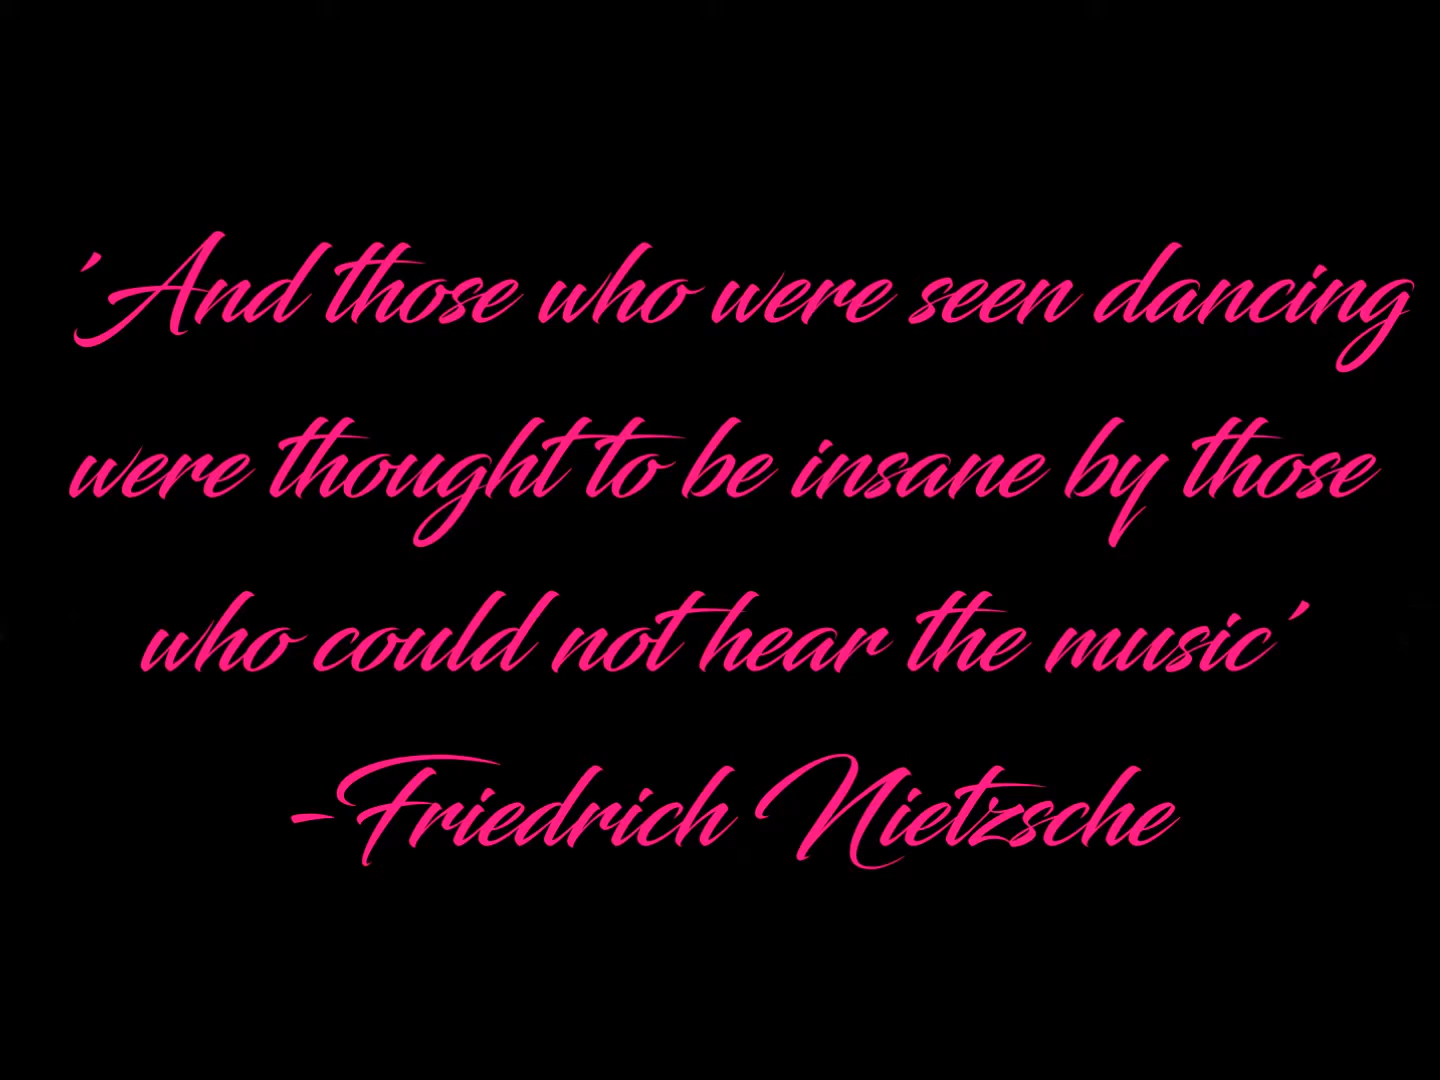 'And those who were seen dancing
were thought to be insane by those
who could not hear the music'
-Friedrich Nietzsche